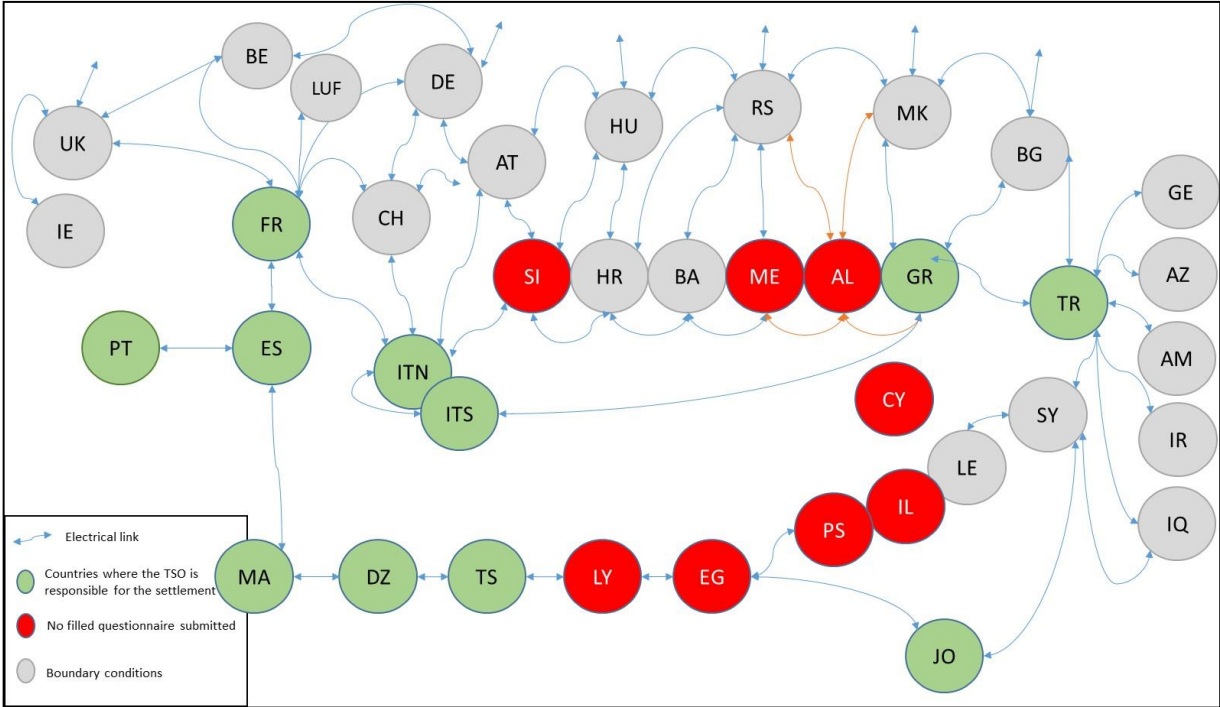 BE
DE
LUF
UK
HU
RS
MK
AT
BG
GE
IE
FR
CH
SI
HR
BA
ME
AL
GR
AZ
TR
PT
ES
ITN
AM
ITS
CY
SY
IR
LE
IL
PS
IQ
MA
DZ
TS
LY
EG
JO
Electrical link
Countries where the TSO is
responsible for the settlement
No filled questionnaire submitted
Boundary conditions